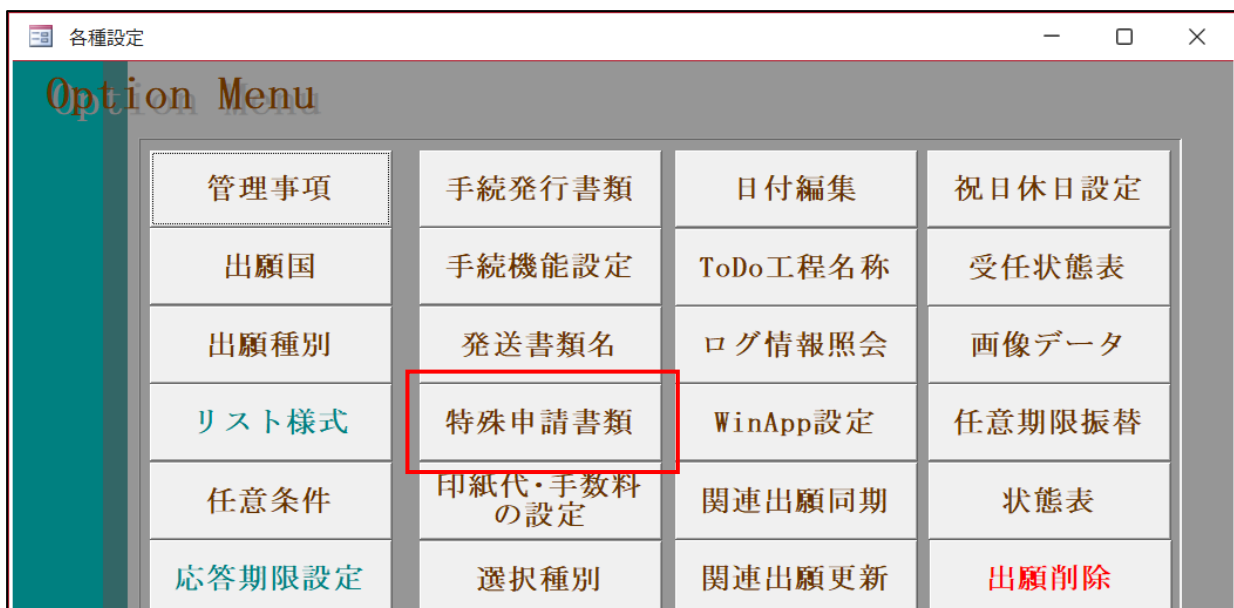 各種設定
Option Menu
管理事項 手続発行書類 日付編集 祝日休日設定
出願国 手続機能設定 ToDo工程名称 受任状態表
出願種別 発送書類名 ログ情報照会 画像データ
リスト様式 特殊申請書類 WinApp設定 任意期限振替
任意条件 印紙代・手数料
の設定 関連出願同期 状態表
応答期限設定 選択種別 関連出願更新 出願削除